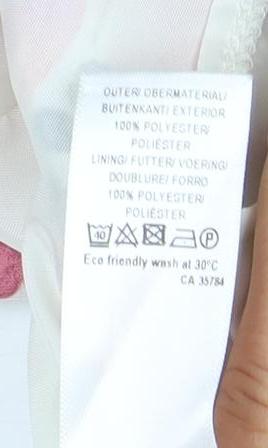 OUTER/ OBERMATERIAL/
BUITENKANT/ EXTERIOR
100% POLYESTER/
POLIÉSTER
LINING/ FUTTER/ VOERING/
DOUBLURE/ FORRO
100% POLYESTER/
POLIÉSTER
40 P
Eco friendly wash at 30°C
CA 35784